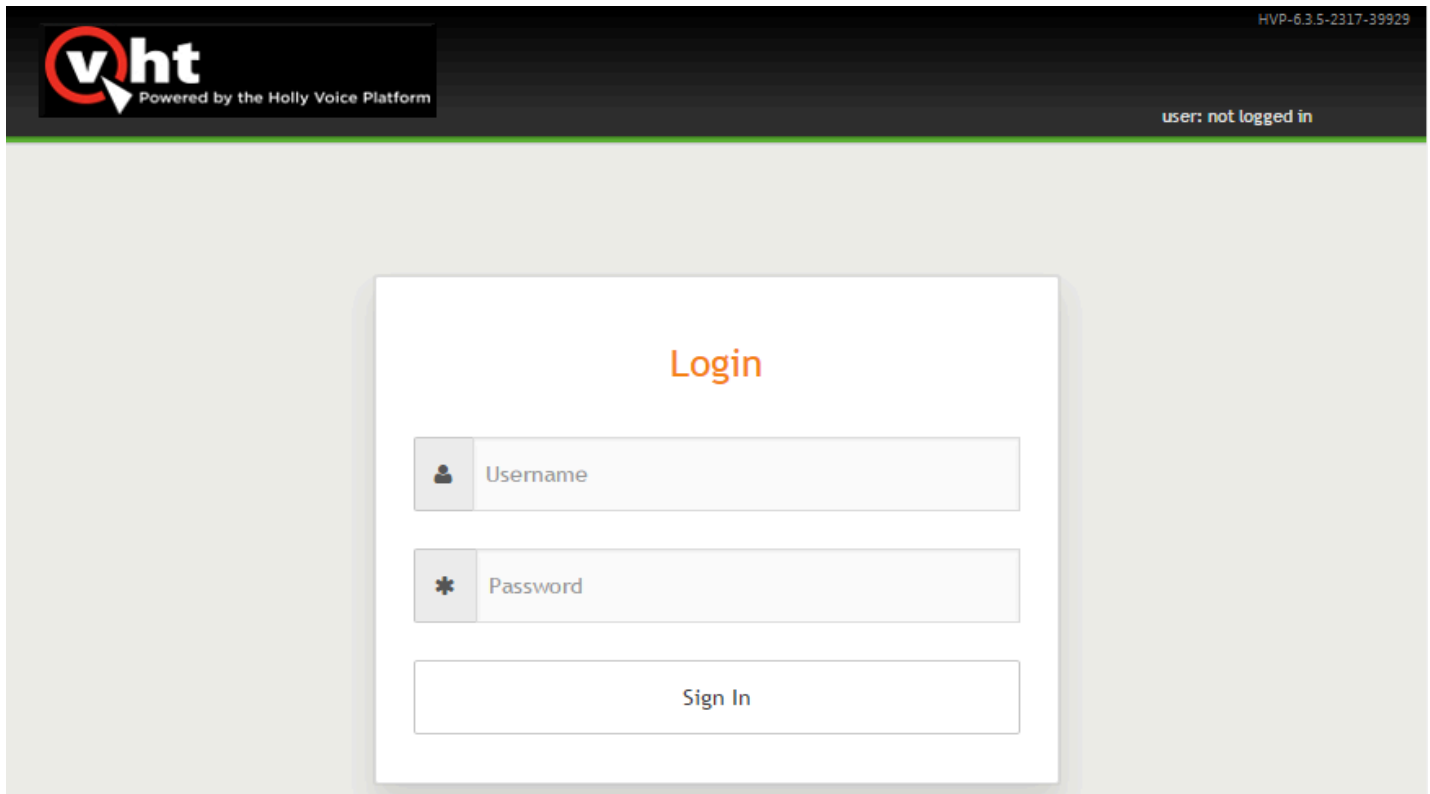 HVP-6.3.5-2317-39929
vht
Powered by the Holly Voice Platform
user: not logged in
Login
Username
Password
Sign In